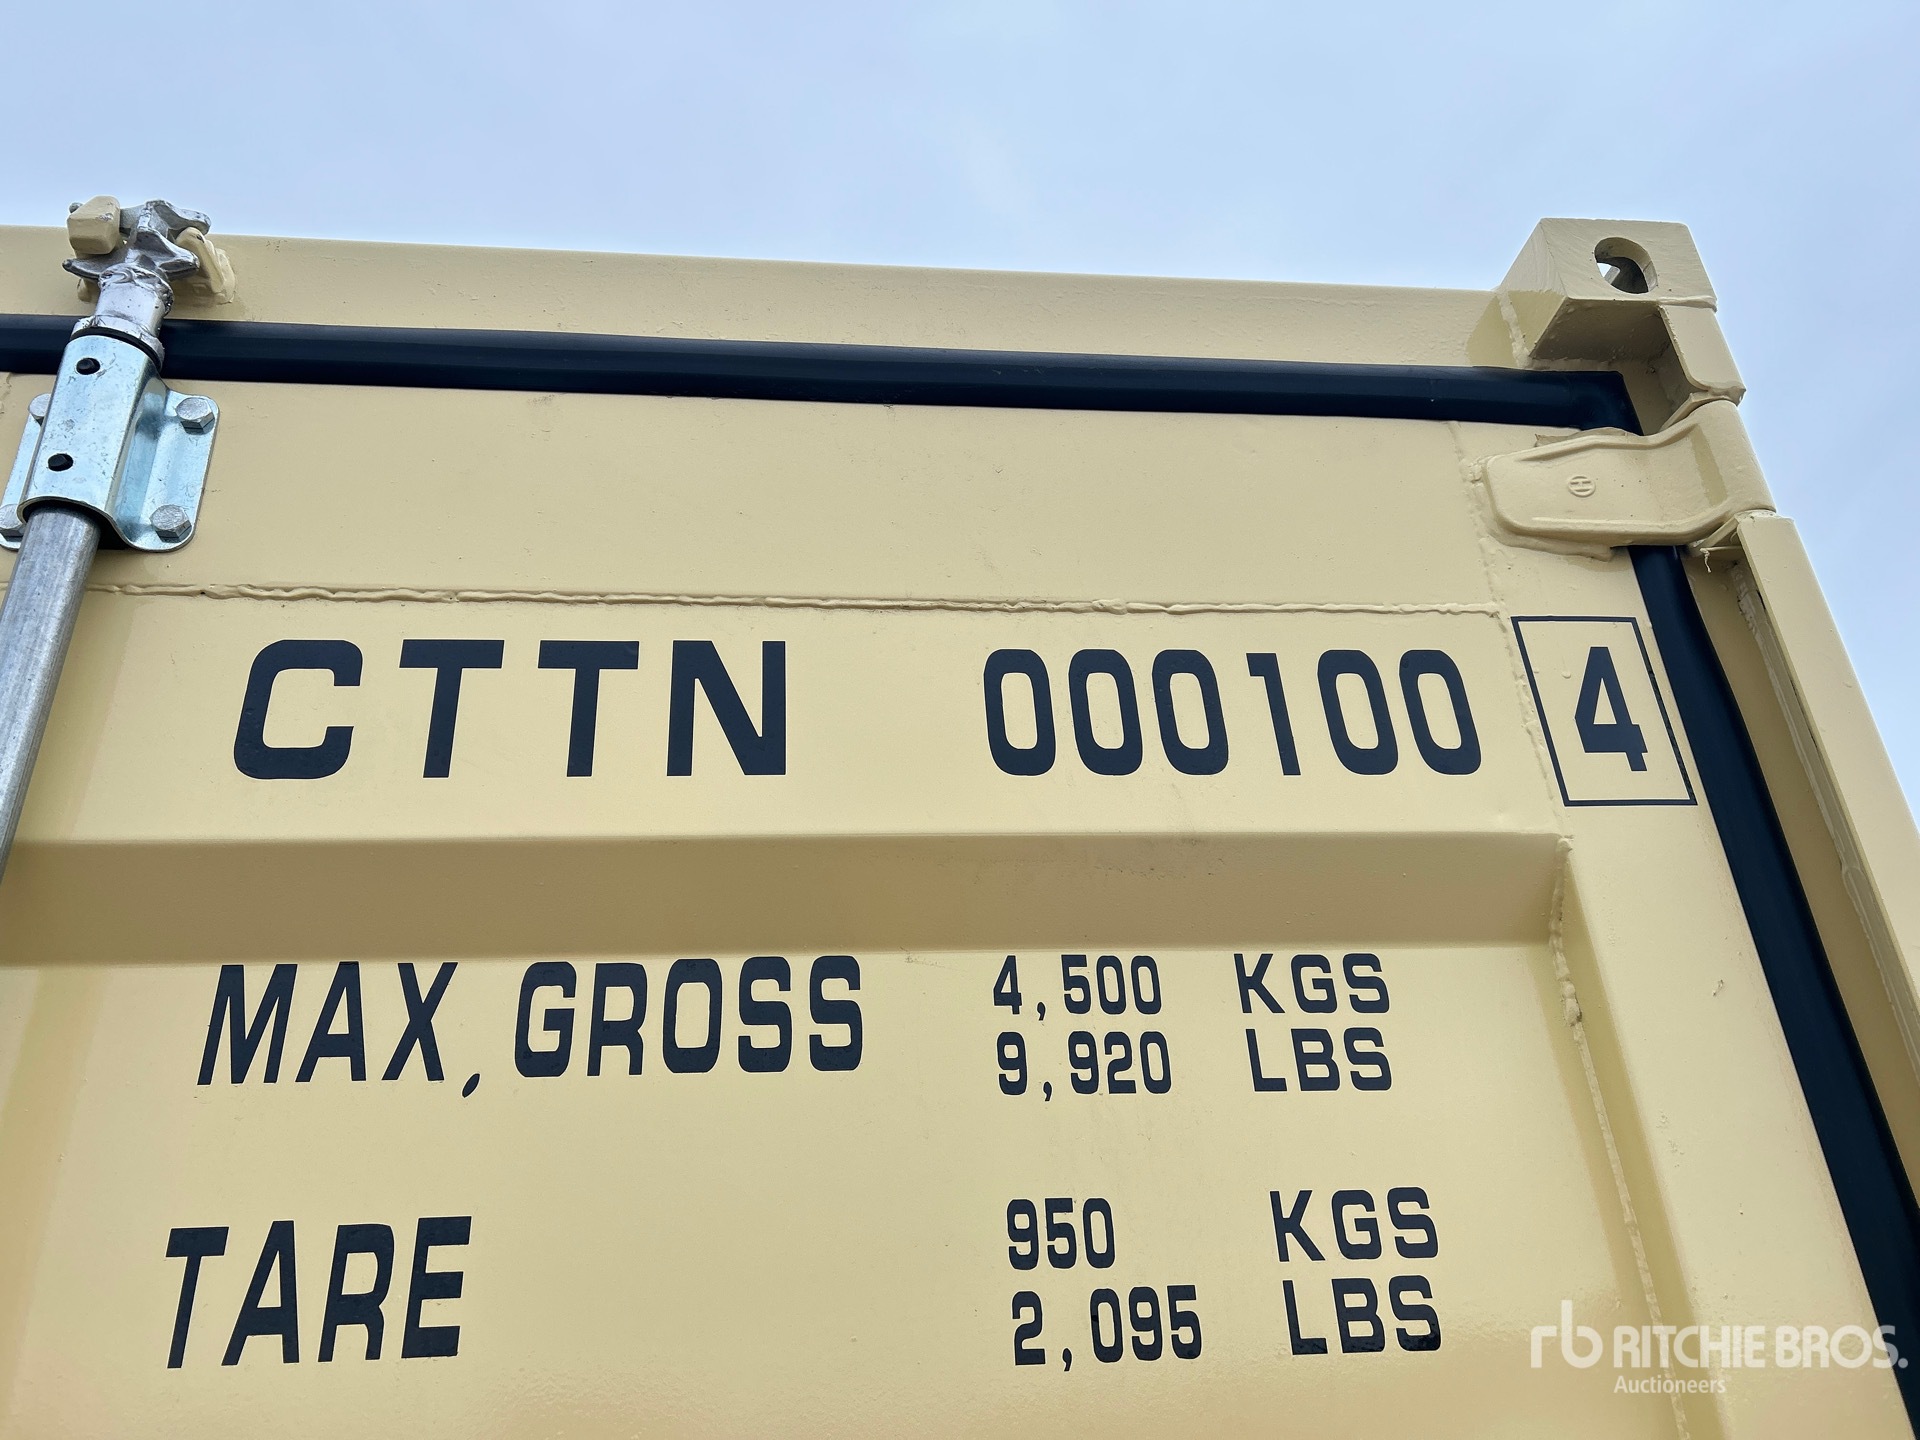 CTTN 000100 4
MAX, GROSS 4,500 KGS
9,920 LBS
TARE 950 KGS
2,095 LBS
H
rb RITCHIE BROS.
Auctioneers